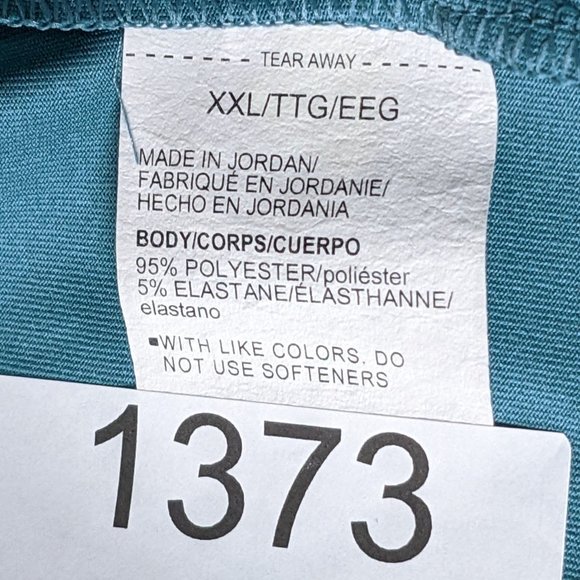 TEAR AWAY
XXL/TTG/EEG
MADE IN JORDAN/
FABRIQUÉ EN JORDANIE/
HECHO EN JORDANIA
BODY/CORPS/CUERPO
95% POLYESTER/poliéster
5% ELASTANE/ÉLASTHANNE/
elastano
▪WITH LIKE COLORS. DO
NOT USE SOFTENERS
1373